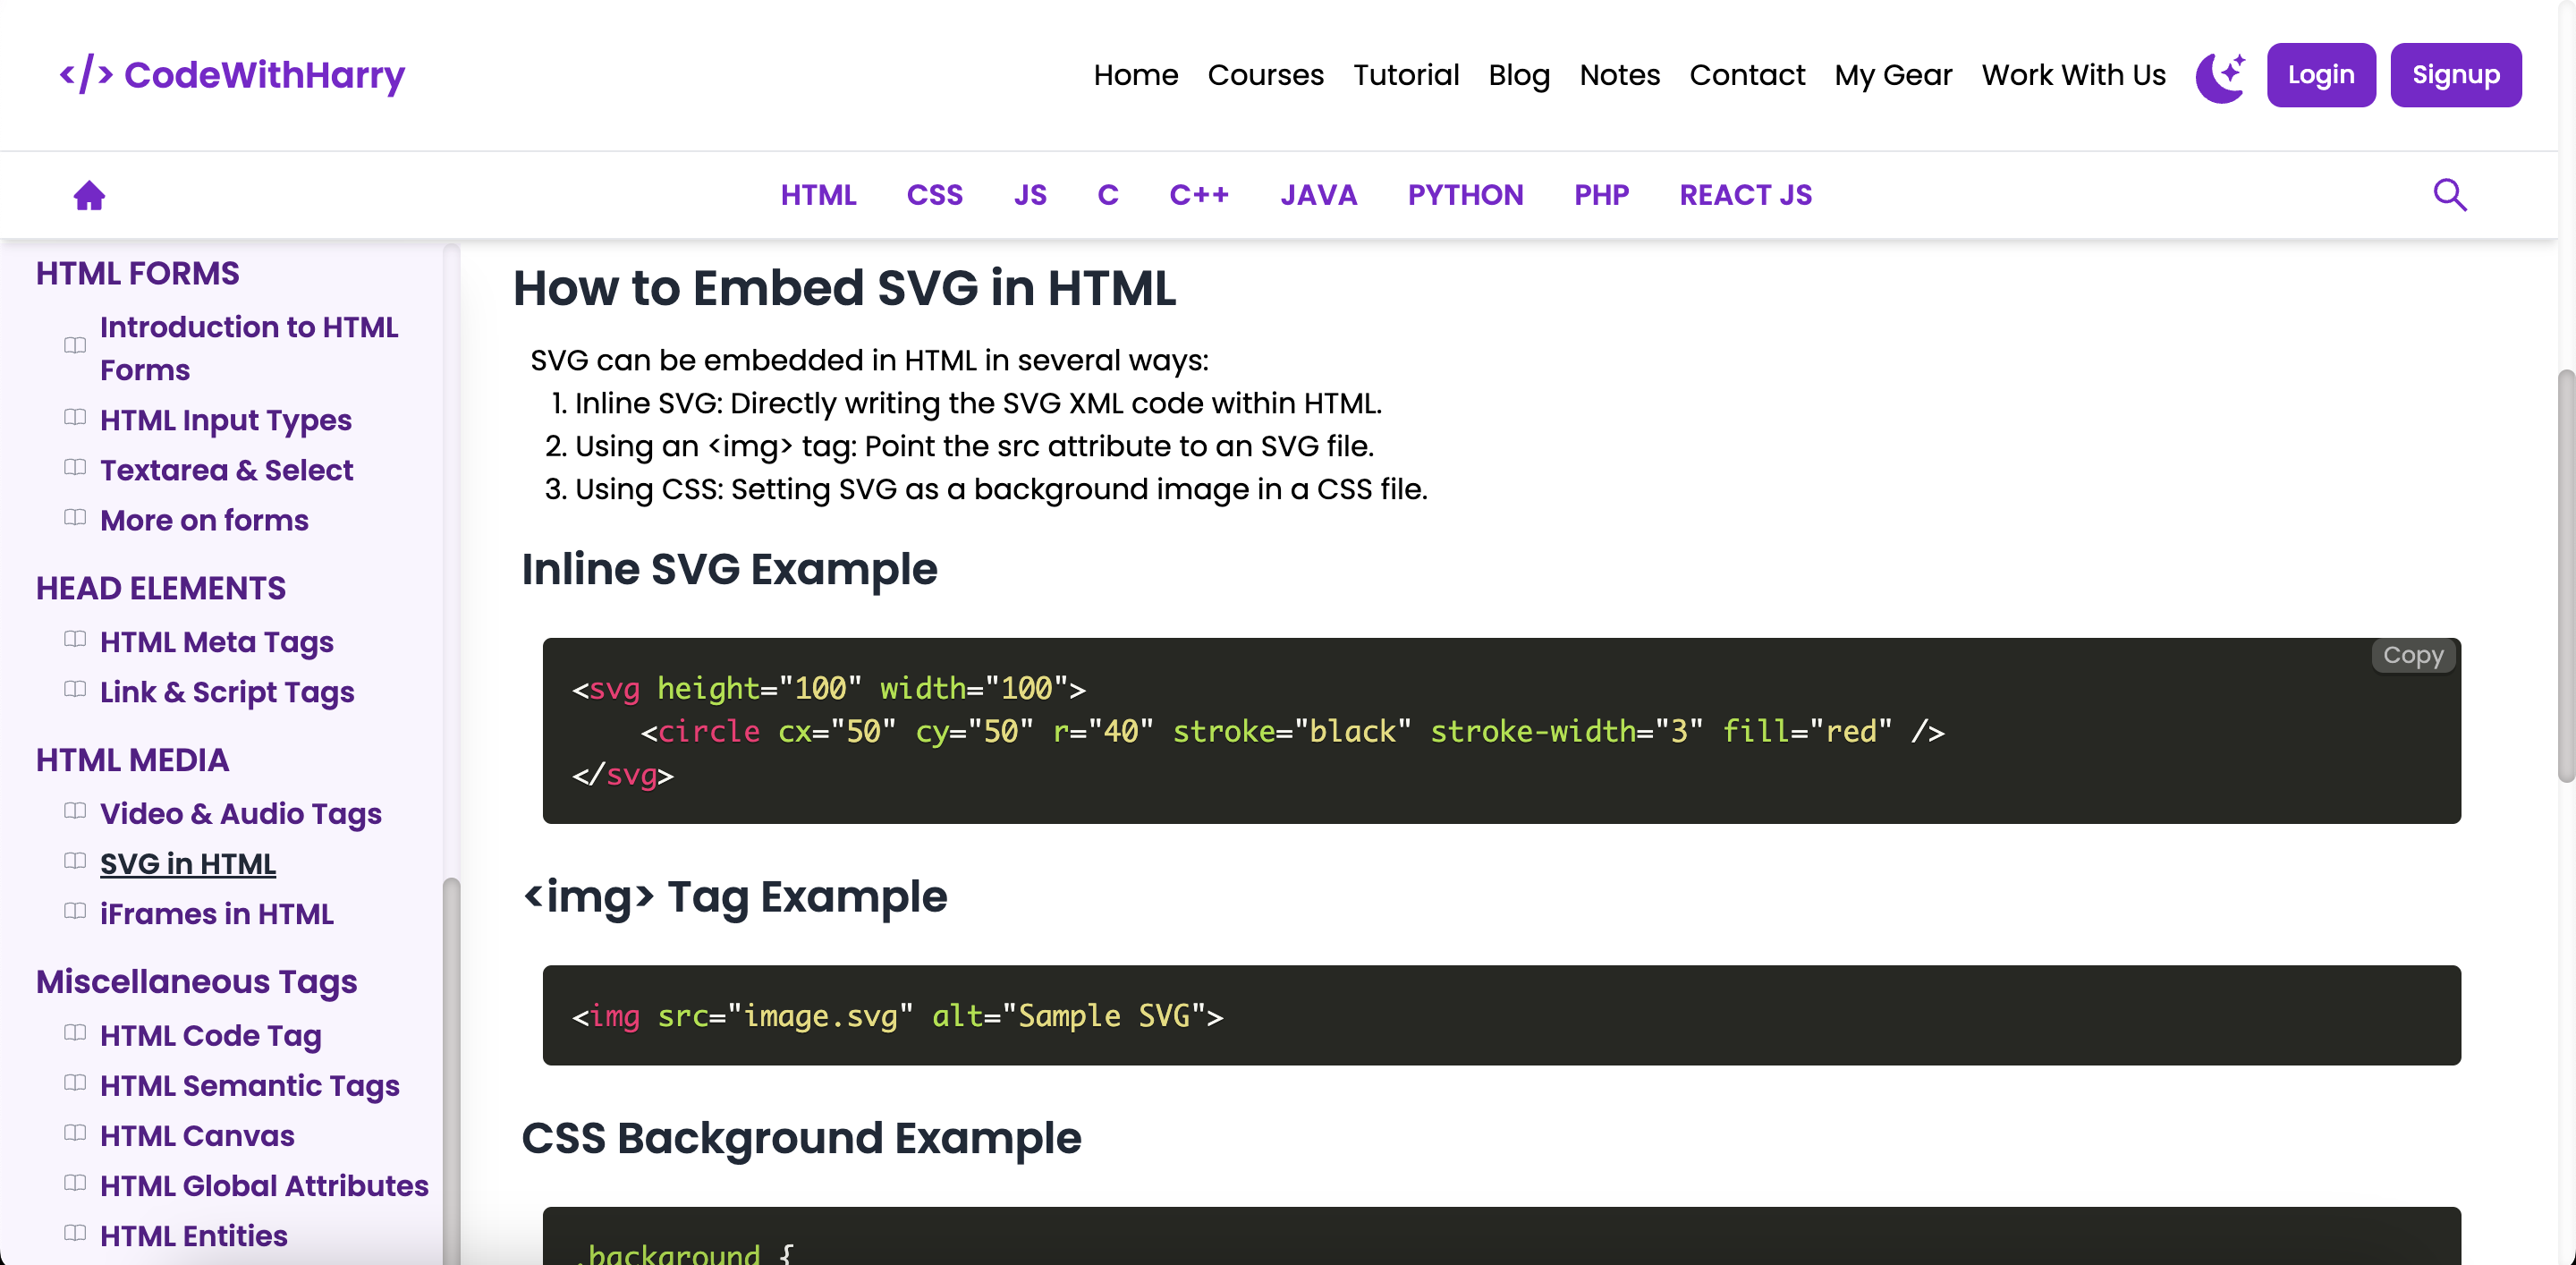 </> CodeWithHarry
Home Courses Tutorial Blog Notes Contact My Gear Work With Us Login Signup
HTML CSS JS C C++ JAVA PYTHON PHP REACT JS
HTML FORMS
Introduction to HTML
Forms
HTML Input Types
Textarea & Select
More on forms
HEAD ELEMENTS
HTML Meta Tags
Link & Script Tags
HTML MEDIA
Video & Audio Tags
SVG in HTML
iFrames in HTML
Miscellaneous Tags
HTML Code Tag
HTML Semantic Tags
HTML Canvas
HTML Global Attributes
HTML Entities
How to Embed SVG in HTML
SVG can be embedded in HTML in several ways:
1. Inline SVG: Directly writing the SVG XML code within HTML.
2. Using an <img> tag: Point the src attribute to an SVG file.
3. Using CSS: Setting SVG as a background image in a CSS file.
Inline SVG Example
Copy
<svg height="100" width="100">
    <circle cx="50" cy="50" r="40" stroke="black" stroke-width="3" fill="red" />
</svg>
<img> Tag Example
<img src="image.svg" alt="Sample SVG">
CSS Background Example
.background {